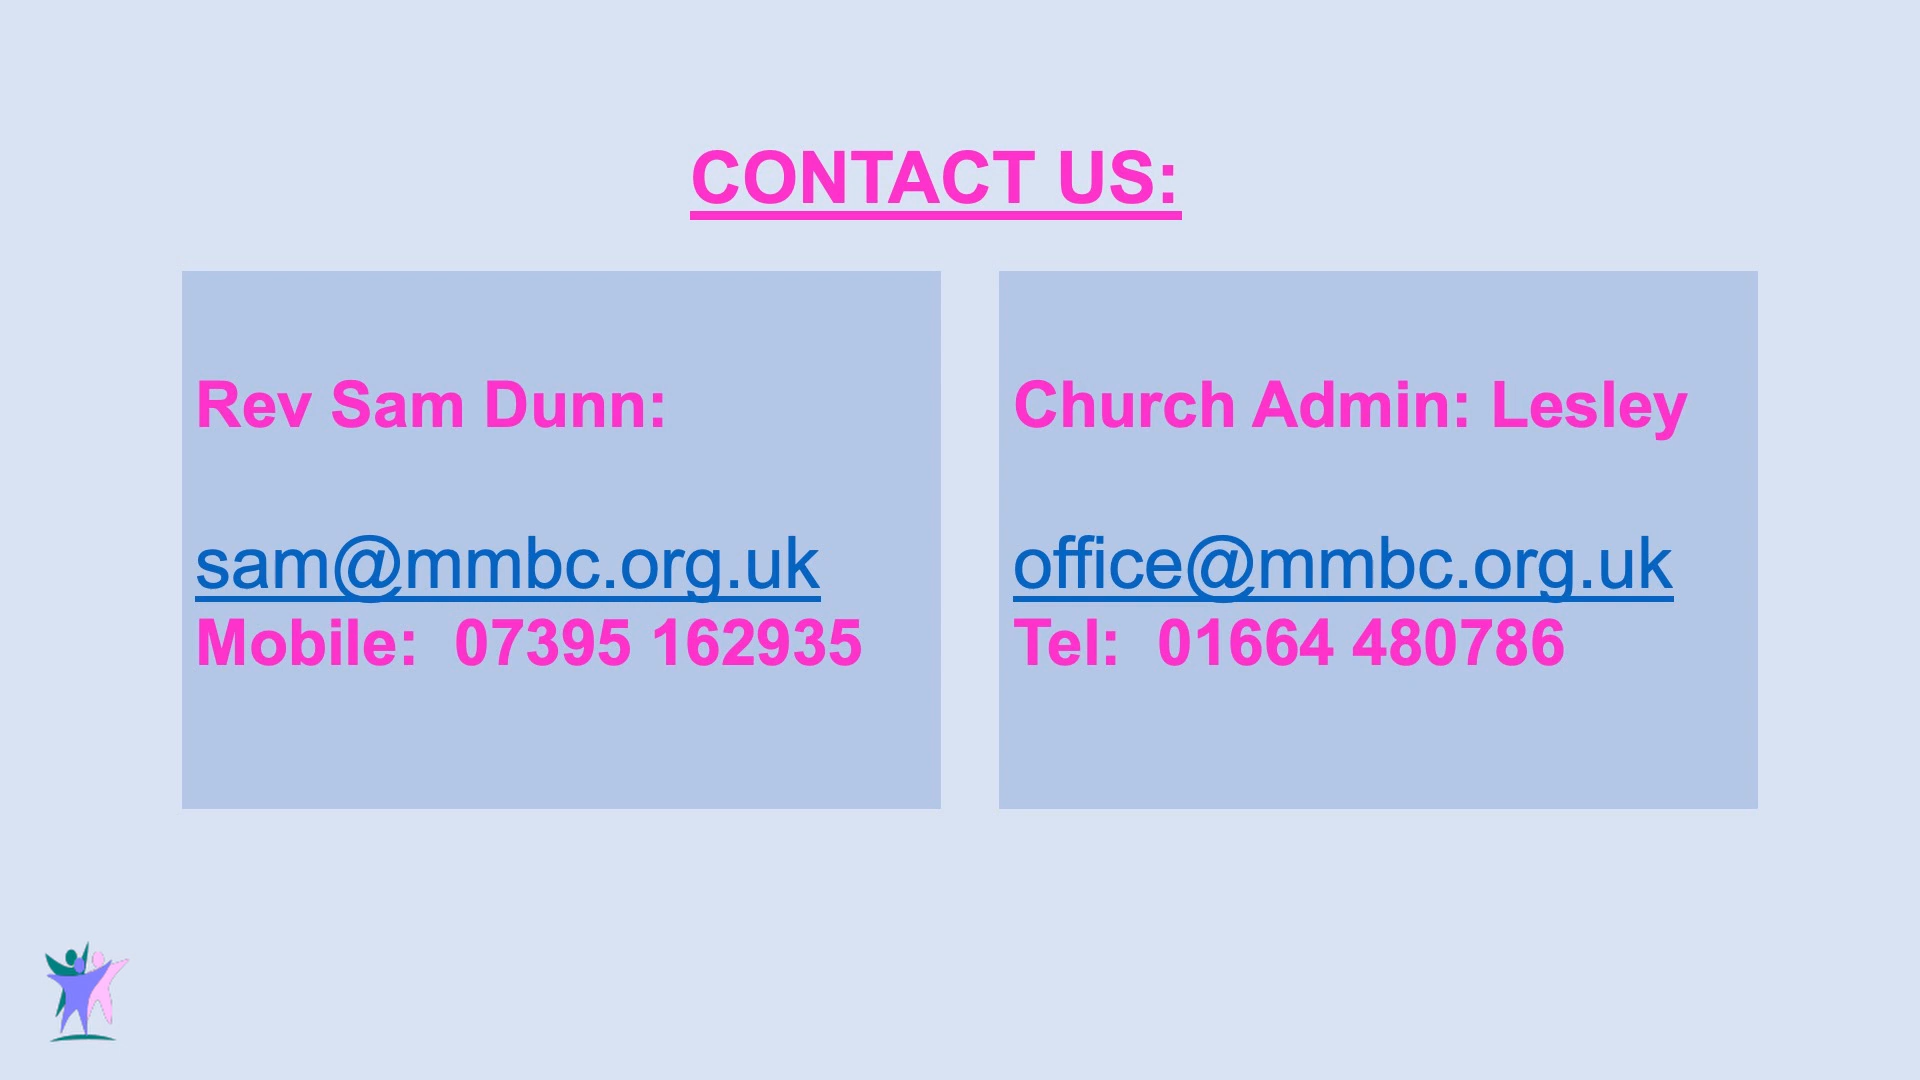 CONTACT US:
Rev Sam Dunn:
sam@mmbc.org.uk
Mobile:  07395 162935
Church Admin: Lesley
office@mmbc.org.uk
Tel:  01664 480786